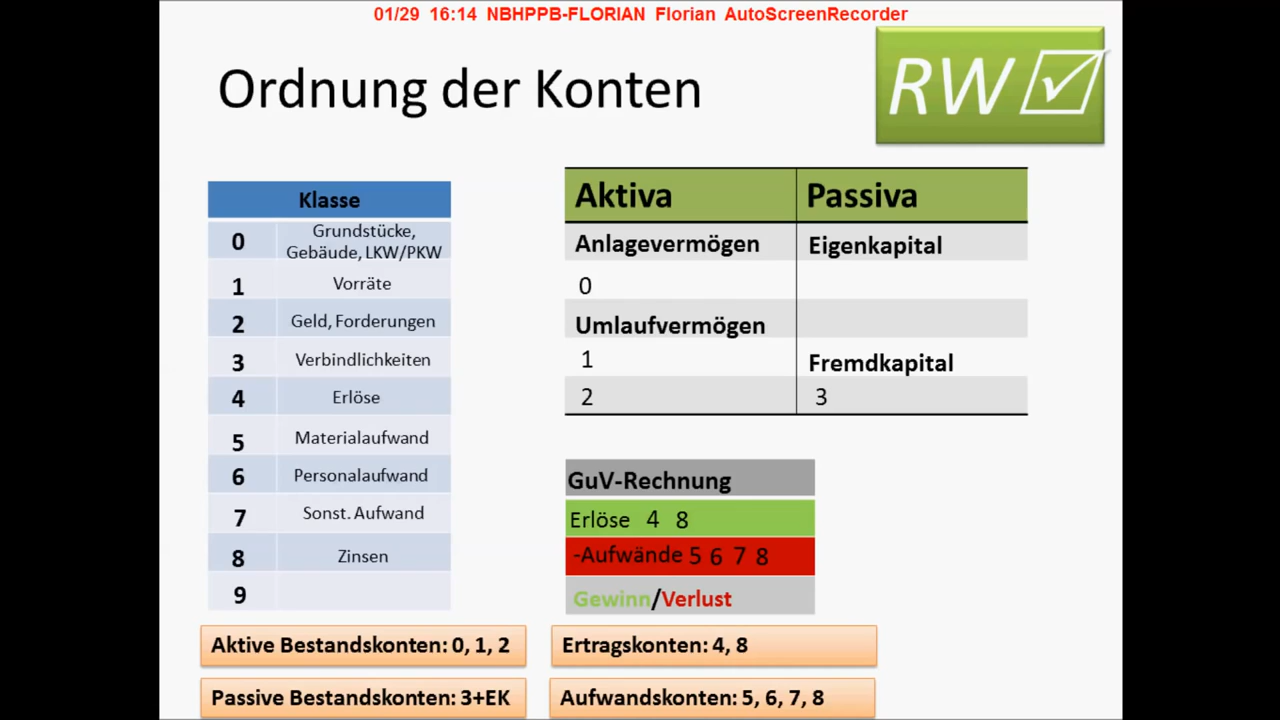 01/29 16:14 NBHPPB-FLORIAN Florian AutoScreenRecorder
Ordnung der Konten
RW
Klasse
0 Grundstücke, Gebäude, LKW/PKW
1 Vorräte
2 Geld, Forderungen
3 Verbindlichkeiten
4 Erlöse
5 Materialaufwand
6 Personalaufwand
7 Sonst. Aufwand
8 Zinsen
9
Aktiva Passiva
Anlagevermögen Eigenkapital
0
Umlaufvermögen
1 Fremdkapital
2 3
GuV-Rechnung
Erlöse 4 8
-Aufwände 5 6 7 8
Gewinn/Verlust
Aktive Bestandskonten: 0, 1, 2
Ertragskonten: 4, 8
Passive Bestandskonten: 3+EK
Aufwandskonten: 5, 6, 7, 8